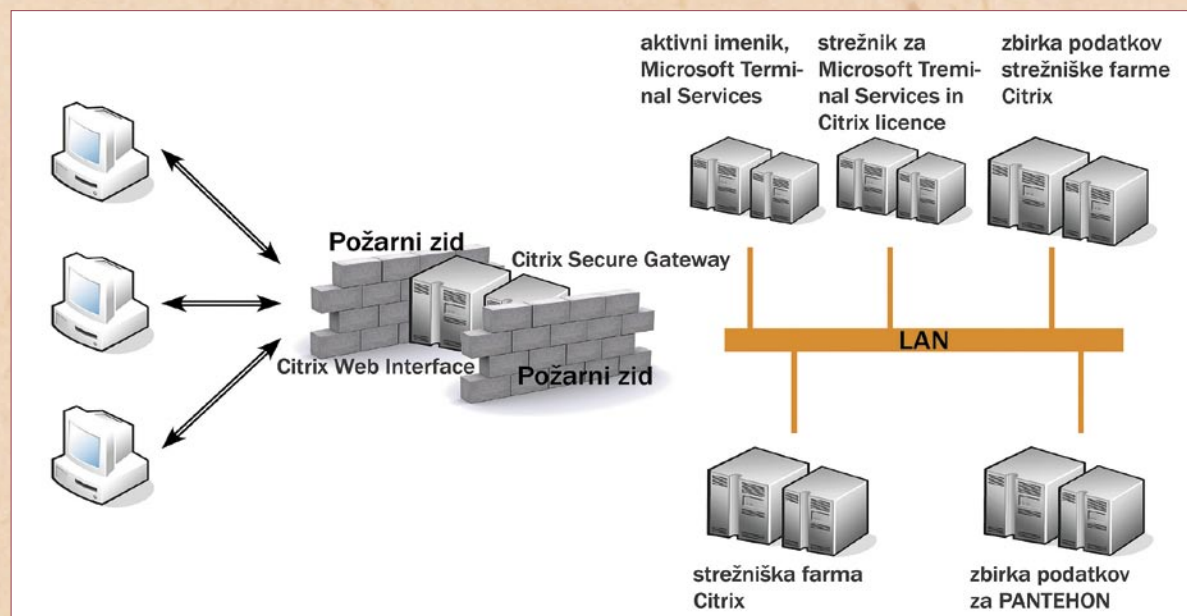 aktivni imenik,
Microsoft Termi-
nal Services
strežnik za
Microsoft Tremi-
nal Services in
Citrix licence
zbirka podatkov
strežniške farme
Citrix
Požarni zid
Citrix Secure Gateway
Citrix Web Interface
Požarni zid
LAN
strežniška farma
Citrix
zbirka podatkov
za PANTEHON